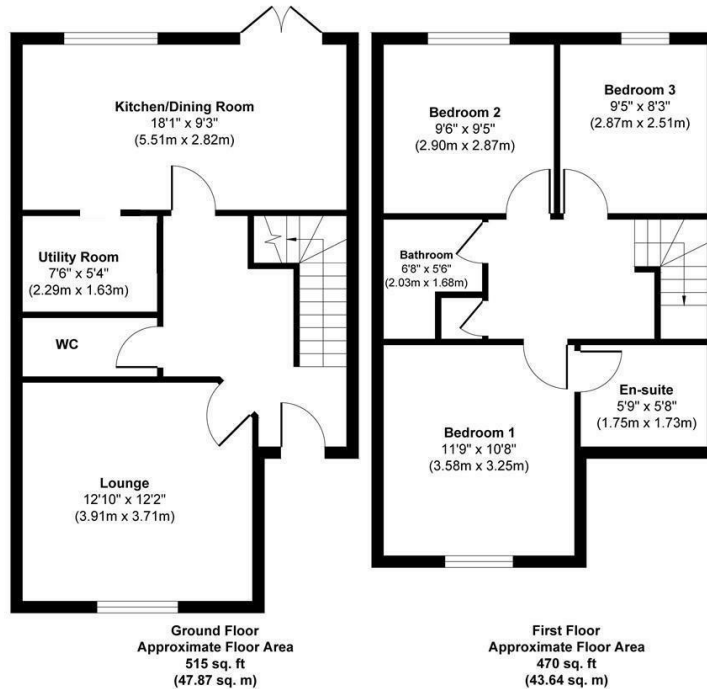 Kitchen/Dining Room
18'1" x 9'3"
(5.51m x 2.82m)
Utility Room
7'6" x 5'4"
(2.29m x 1.63m)
WC
Lounge
12'10" x 12'2"
(3.91m x 3.71m)
Ground Floor
Approximate Floor Area
515 sq. ft
(47.87 sq. m)
Bedroom 2
9'6" x 9'5"
(2.90m x 2.87m)
Bedroom 3
9'5" x 8'3"
(2.87m x 2.51m)
Bathroom
6'8" x 5'6"
(2.03m x 1.68m)
Bedroom 1
11'9" x 10'8"
(3.58m x 3.25m)
En-suite
5'9" x 5'8"
(1.75m x 1.73m)
First Floor
Approximate Floor Area
470 sq. ft
(43.64 sq. m)